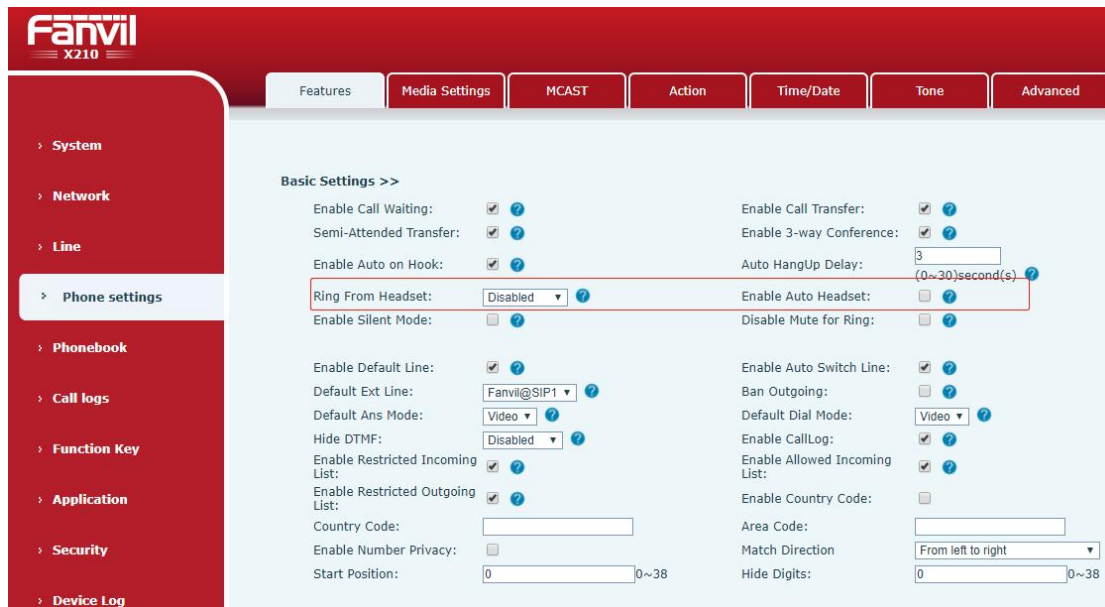 Fanvil
X210
Features Media Settings MCAST Action Time/Date Tone Advanced
› System
› Network
› Line
› Phone settings
› Phonebook
› Call logs
› Function Key
› Application
› Security
› Device Log
Basic Settings >>
Enable Call Waiting: ? Enable Call Transfer: ?
Semi-Attended Transfer: ? Enable 3-way Conference: ?
Enable Auto on Hook: ? Auto HangUp Delay: 3
(0~30)second(s) ?
Ring From Headset: Disabled ? Enable Auto Headset: ?
Enable Silent Mode: ? Disable Mute for Ring: ?
Enable Default Line: ? Enable Auto Switch Line: ?
Default Ext Line: Fanvil@SIP1 ? Ban Outgoing: ?
Default Ans Mode: Video ? Default Dial Mode: Video ?
Hide DTMF: Disabled ? Enable CallLog: ?
Enable Restricted Incoming
List: ? Enable Allowed Incoming
List: ?
Enable Restricted Outgoing
List: ? Enable Country Code:
Country Code: Area Code:
Enable Number Privacy: Match Direction From left to right
Start Position: 0 0~38 Hide Digits: 0 0~38